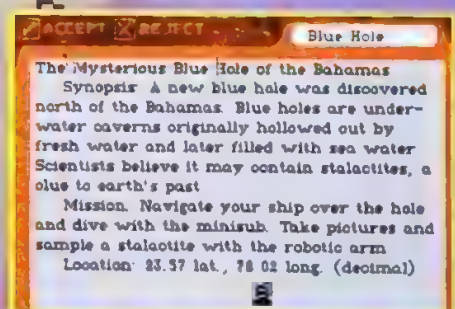 ACCEPT REJECT
Blue Hole
The Mysterious Blue Hole of the Bahamas
Synopsis A new blue hole was discovered
north of the Bahamas. Blue holes are under-
water caverns originally hollowed out by
fresh water and later filled with sea water
Scientists believe it may contain stalactites, a
clue to earth's past
Mission. Navigate your ship over the hole
and dive with the minisub. Take pictures and
sample a stalactite with the robotic arm
Location: 23.57 lat., 78 02 long. (decimal)